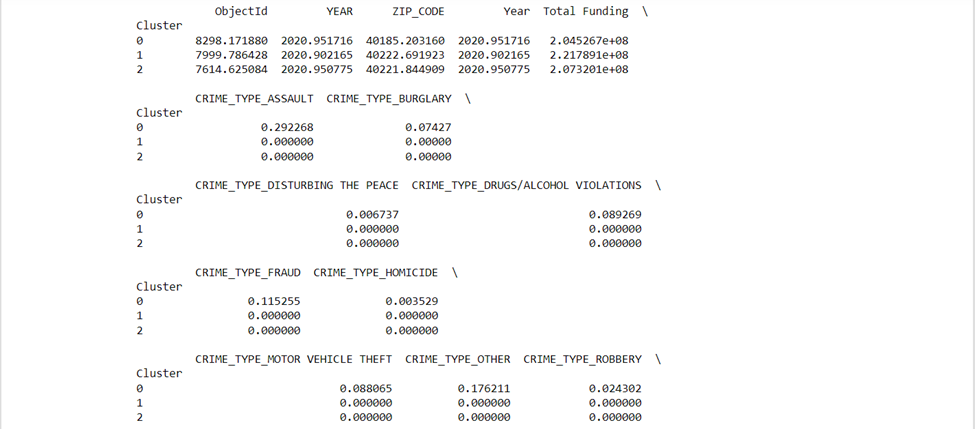 ObjectId YEAR ZIP_CODE Year Total Funding \
Cluster
0 8298.171880 2020.951716 40185.203160 2020.951716 2.045267e+08
1 7999.786428 2020.902165 40222.691923 2020.902165 2.217891e+08
2 7614.625084 2020.950775 40221.844909 2020.950775 2.073201e+08
CRIME_TYPE_ASSAULT CRIME_TYPE_BURGLARY \
Cluster
0 0.292268 0.07427
1 0.000000 0.00000
2 0.000000 0.00000
CRIME_TYPE_DISTURBING THE PEACE CRIME_TYPE_DRUGS/ALCOHOL VIOLATIONS \
Cluster
0 0.006737 0.089269
1 0.000000 0.000000
2 0.000000 0.000000
CRIME_TYPE_FRAUD CRIME_TYPE_HOMICIDE \
Cluster
0 0.115255 0.003529
1 0.000000 0.000000
2 0.000000 0.000000
CRIME_TYPE_MOTOR VEHICLE THEFT CRIME_TYPE_OTHER CRIME_TYPE_ROBBERY \
Cluster
0 0.088065 0.176211 0.024302
1 0.000000 0.000000 0.000000
2 0.000000 0.000000 0.000000